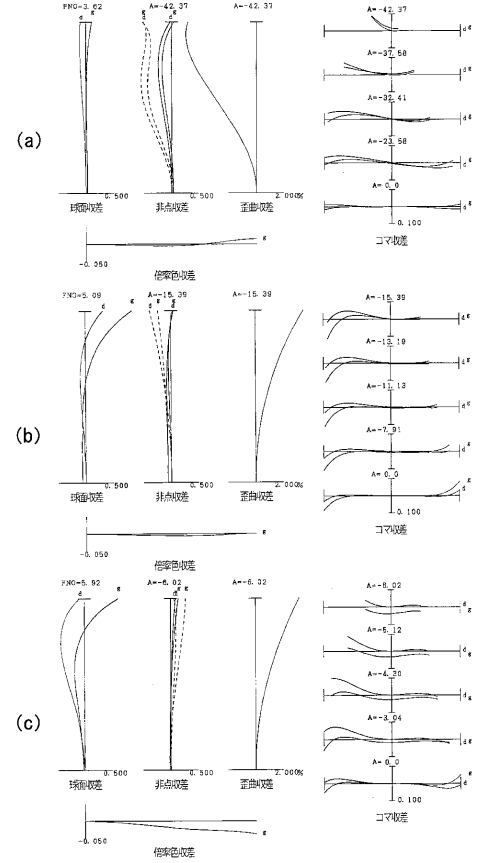 (a)
FNO=3.62
d g
0.500
球面収差
A=-42.37
g
d
0.500
非点収差
A=-42.37
2.000%
歪曲収差
g
-0.050
倍率色収差
A=-42.37
d g
A=-37.58
d g
A=-32.41
d g
A=-23.58
d g
A=0.0
d g
0.100
コマ収差
(b)
FNO=5.09
d
g
0.500
球面収差
A=-15.39
d g
0.500
非点収差
A=-15.39
2.000%
歪曲収差
g
-0.050
倍率色収差
A=-15.39
d g
A=-13.19
d g
A=-11.13
d g
A=-7.91
d g
A=0.0
g
d
0.100
コマ収差
(c)
FNO=5.92
d
g
0.500
球面収差
A=-6.02
d g
g
0.500
非点収差
A=-6.02
2.000%
歪曲収差
g
-0.050
倍率色収差
A=-6.02
d g
A=-5.12
d g
A=-4.30
d g
A=-3.04
d g
A=0.0
g
d
0.100
コマ収差